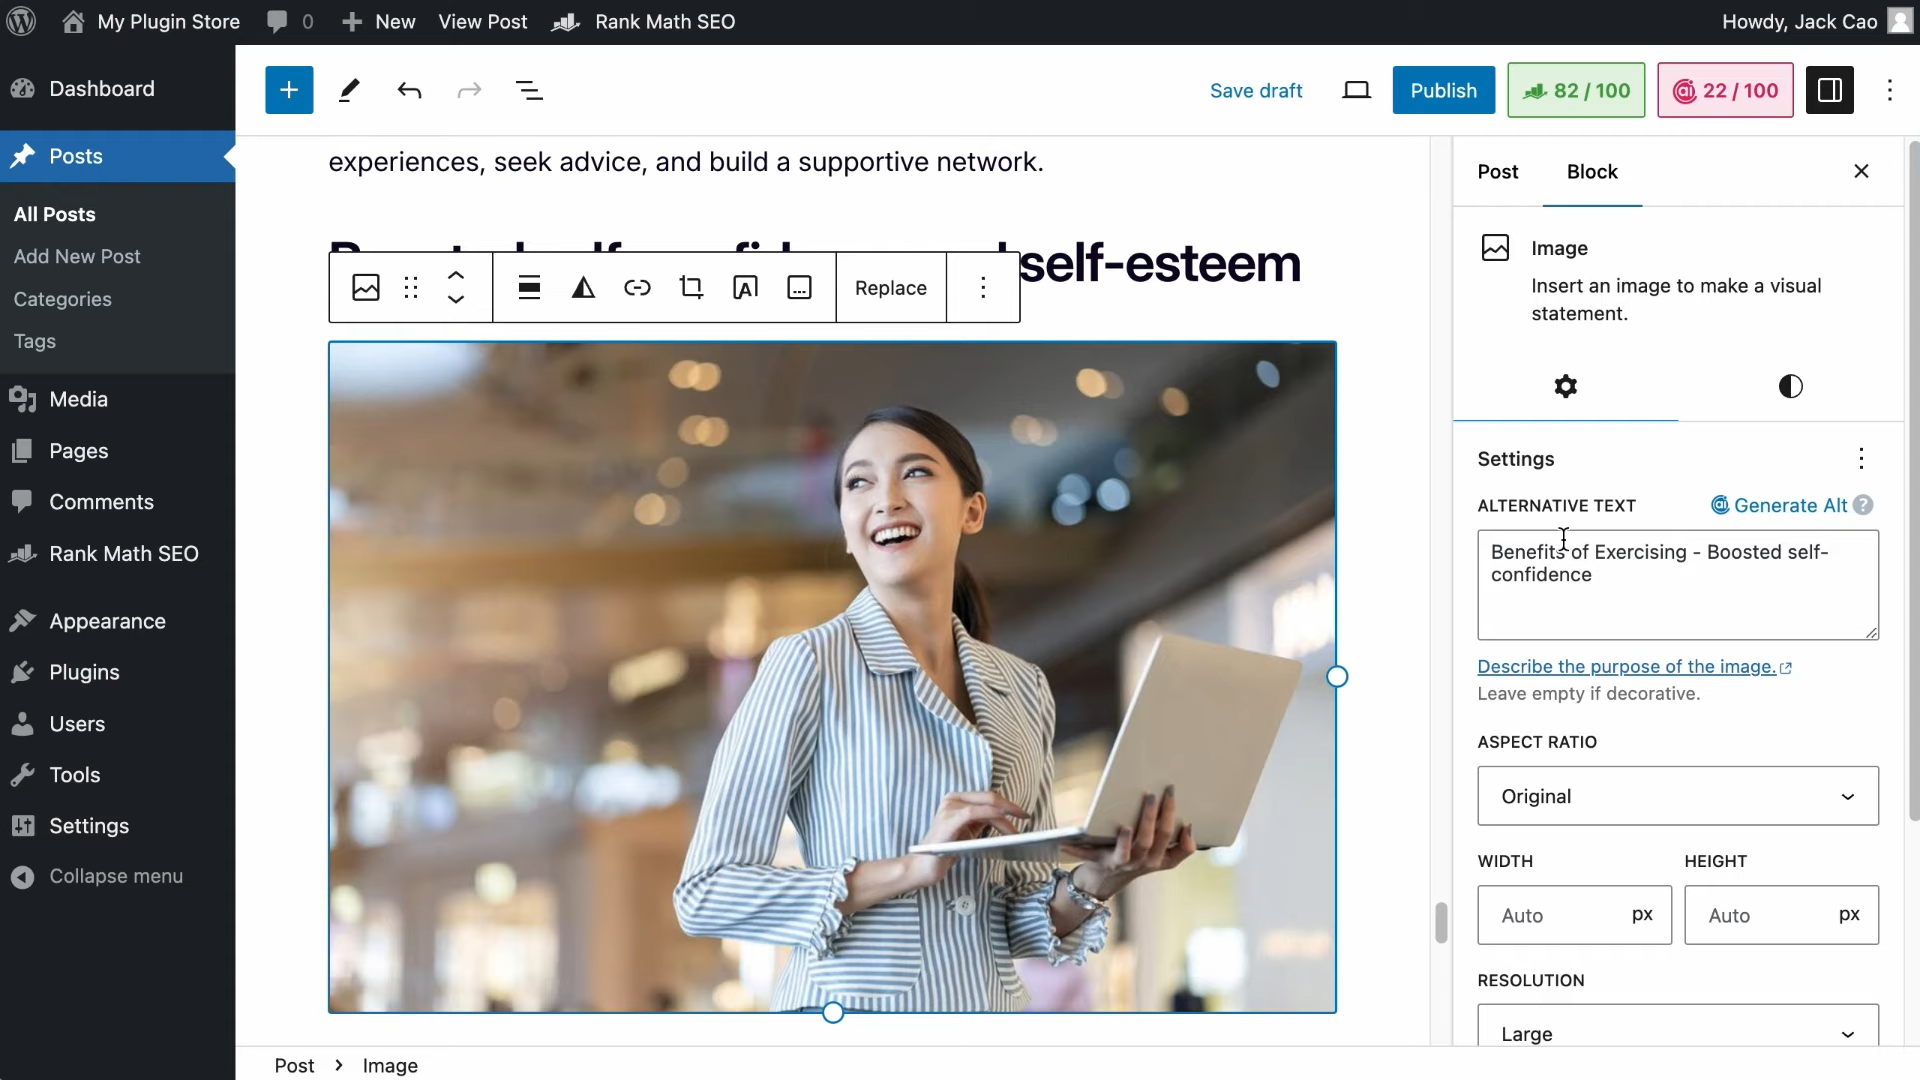 My Plugin Store
0
New
View Post
Rank Math SEO
Howdy, Jack Cao
Dashboard
Posts
All Posts
Add New Post
Categories
Tags
Media
Pages
Comments
Rank Math SEO
Appearance
Plugins
Users
Tools
Settings
Collapse menu
Save draft
Publish
82 / 100
22 / 100
experiences, seek advice, and build a supportive network.
self-esteem
Replace
Post
Block
Image
Insert an image to make a visual
statement.
Settings
ALTERNATIVE TEXT
Generate Alt
Benefits of Exercising - Boosted self-
confidence
Describe the purpose of the image.
Leave empty if decorative.
ASPECT RATIO
Original
WIDTH
HEIGHT
Auto
px
Auto
px
RESOLUTION
Large
Post
Image